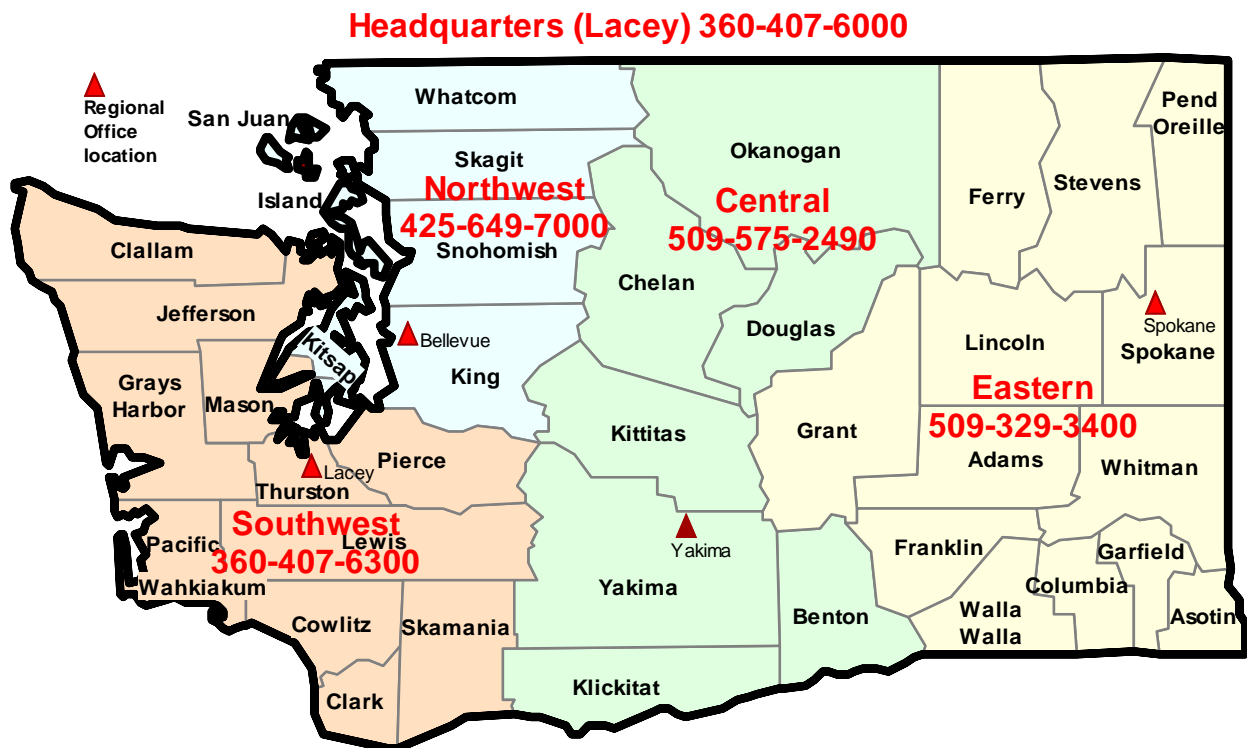 Headquarters (Lacey) 360-407-6000
Regional
Office
location
San Juan
Whatcom
Pend
Oreille
Skagit
Okanogan
Island
Northwest
425-649-7000
Central
509-575-2490
Ferry
Stevens
Clallam
Snohomish
Chelan
Jefferson
Douglas
Kitsap
Bellevue
Lincoln
Spokane
Spokane
King
Grays
Harbor
Mason
Eastern
509-329-3400
Kittitas
Grant
Adams
Whitman
Pierce
Lacey
Thurston
Southwest
360-407-6300
Lewis
Pacific
Yakima
Franklin
Garfield
Wahkiakum
Yakima
Columbia
Benton
Walla
Walla
Asotin
Cowlitz
Skamania
Klickitat
Clark